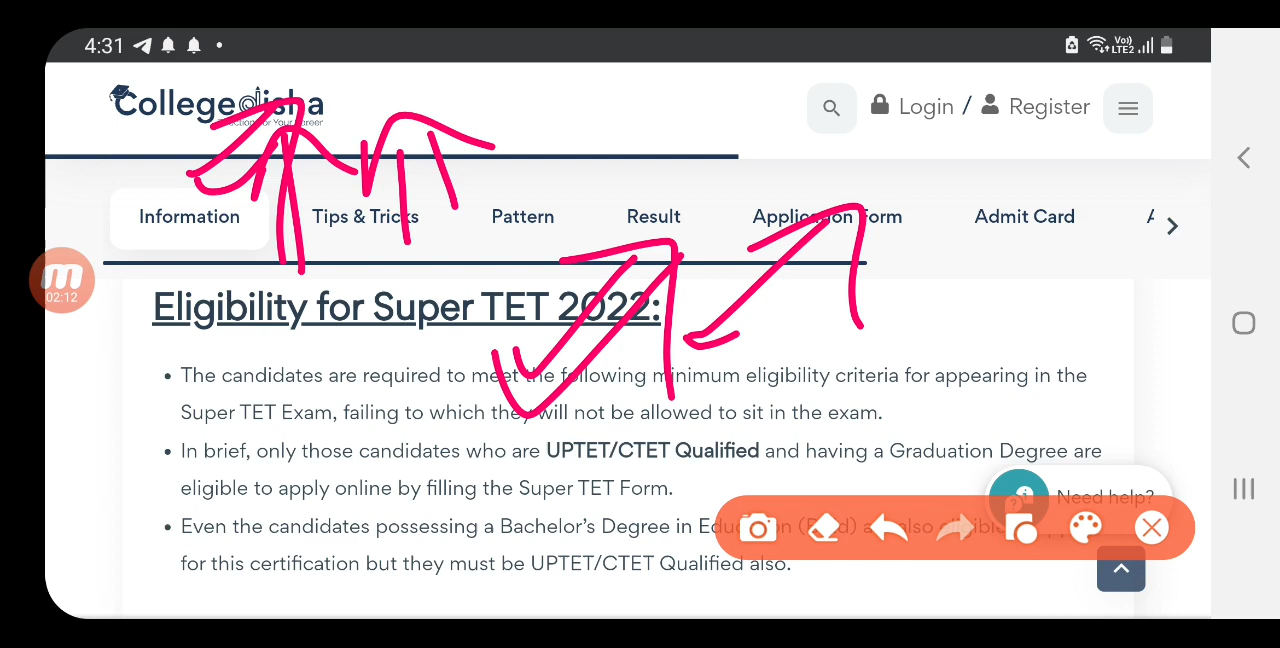 4:31
Vo))
LTE2
Collegedisha
Your Career
Login / Register
Information Tips & Tricks Pattern Result Application Form Admit Card
02:12
Eligibility for Super TET 2022:
• The candidates are required to meet the following minimum eligibility criteria for appearing in the
Super TET Exam, failing to which they will not be allowed to sit in the exam.
• In brief, only those candidates who are UPTET/CTET Qualified and having a Graduation Degree are
eligible to apply online by filling the Super TET Form.
Need help?
• Even the candidates possessing a Bachelor's Degree in
for this certification but they must be UPTET/CTET Qualified also.